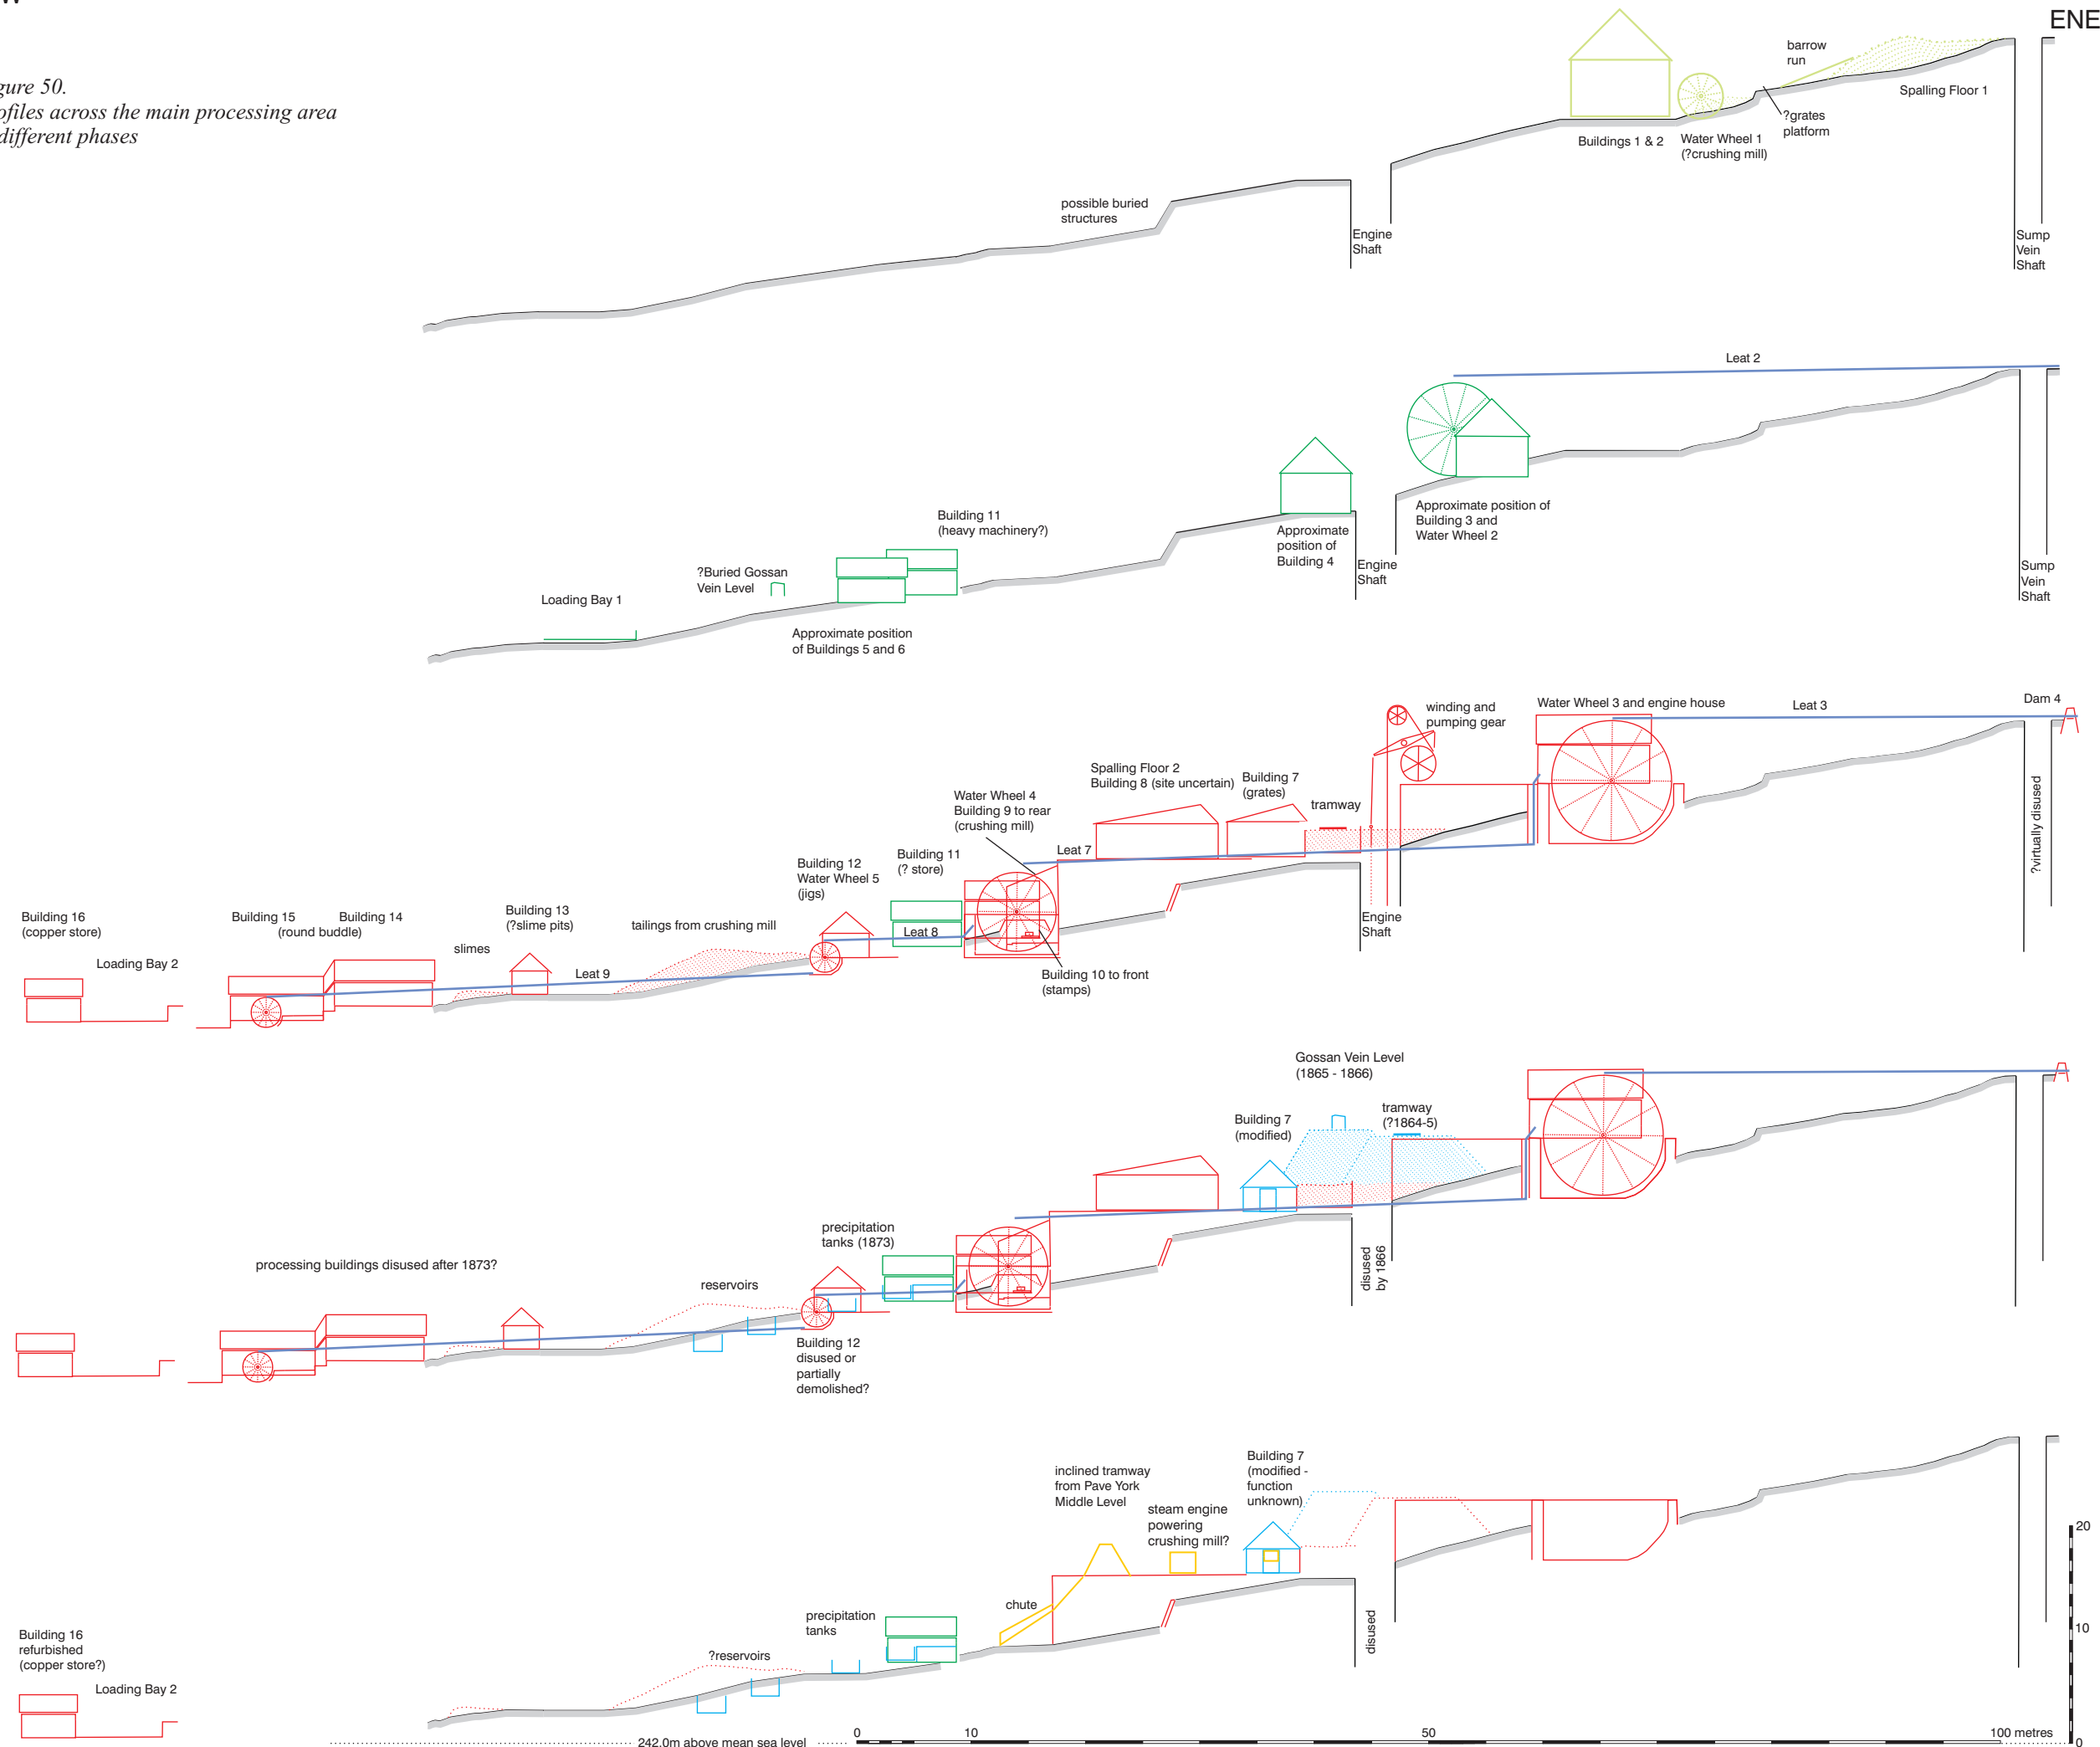 ENE
gure 50.
ofiles across the main processing area
different phases
barrow
run
Spalling Floor 1
?grates
platform
Buildings 1 & 2
Water Wheel 1
(?crushing mill)
possible buried
structures
Engine
Shaft
Sump
Vein
Shaft
Leat 2
Building 11
(heavy machinery?)
Approximate position of
Building 3 and
Water Wheel 2
Approximate
position of
Building 4
Engine
Shaft
?Buried Gossan
Vein Level
Sump
Vein
Shaft
Loading Bay 1
Approximate position
of Buildings 5 and 6
Dam 4
Water Wheel 3 and engine house
Leat 3
winding and
pumping gear
Spalling Floor 2
Building 8 (site uncertain)
Building 7
(grates)
tramway
Water Wheel 4
Building 9 to rear
(crushing mill)
?virtually disused
Leat 7
Building 11
(? store)
Building 12
Water Wheel 5
(jigs)
Building 16
(copper store)
Building 15
Building 14
(round buddle)
Building 13
(?slime pits)
tailings from crushing mill
Engine
Shaft
Leat 8
slimes
Loading Bay 2
Leat 9
Building 10 to front
(stamps)
Gossan Vein Level
(1865 - 1866)
tramway
(?1864-5)
Building 7
(modified)
precipitation
tanks (1873)
disused
by 1866
processing buildings disused after 1873?
reservoirs
Building 12
disused or
partially
demolished?
Building 7
(modified -
function
unknown)
inclined tramway
from Pave York
Middle Level
steam engine
powering
crushing mill?
20
chute
precipitation
tanks
disused
10
Building 16
refurbished
(copper store?)
?reservoirs
Loading Bay 2
0
10
50
100 metres
242.0m above mean sea level
0